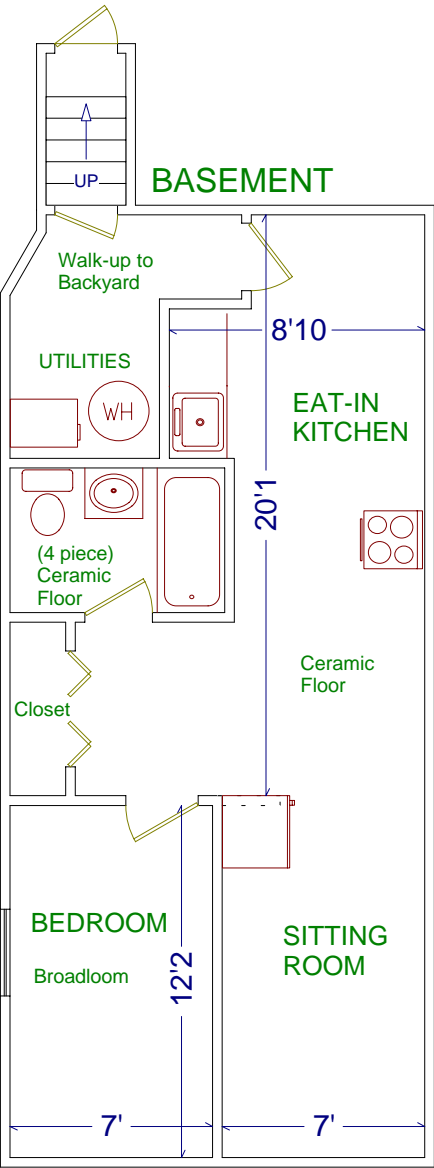 UP
BASEMENT
Walk-up to
Backyard
8'10
UTILITIES
WH
EAT-IN
KITCHEN
20'1
(4 piece)
Ceramic
Floor
Ceramic
Floor
Closet
BEDROOM
Broadloom
12'2
SITTING
ROOM
7'
7'